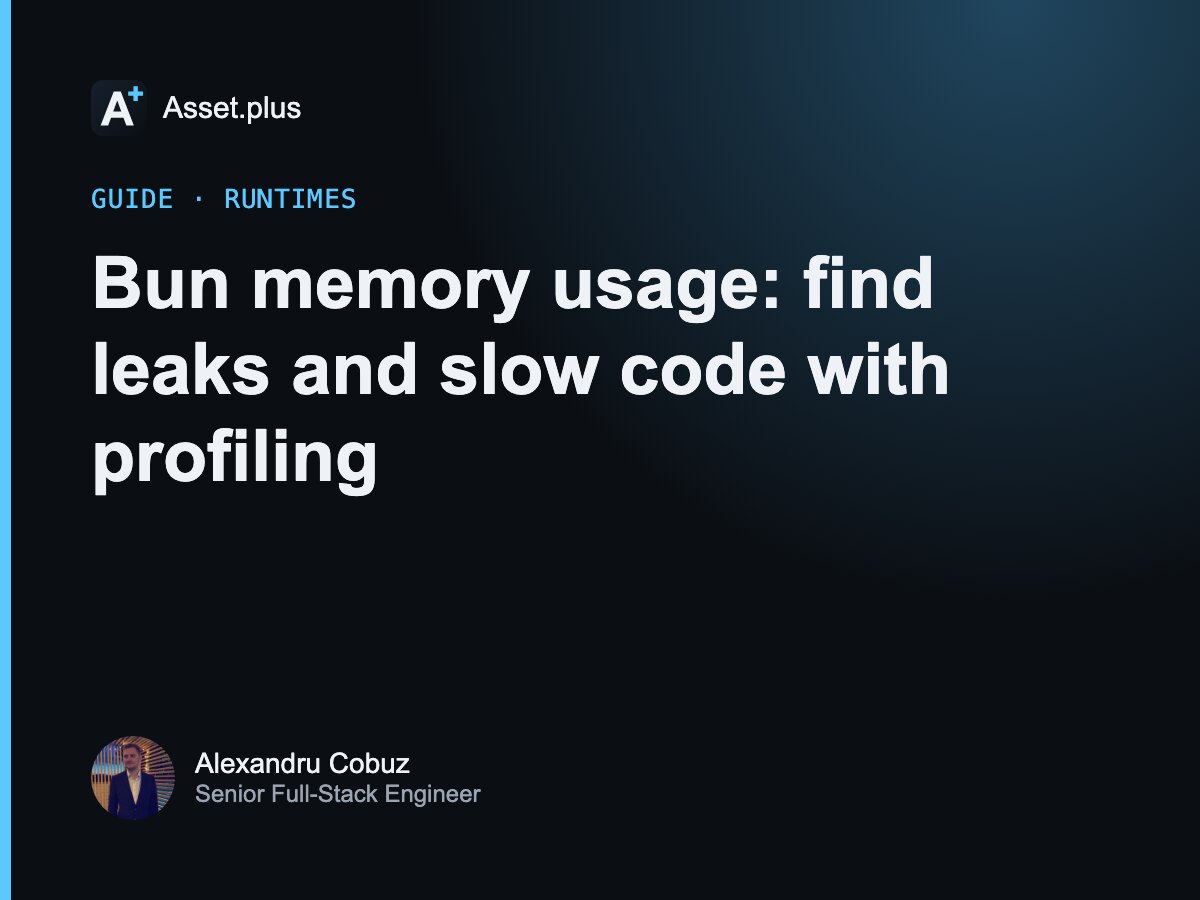 A+ Asset.plus
GUIDE · RUNTIMES
Bun memory usage: find
leaks and slow code with
profiling
Alexandru Cobuz
Senior Full-Stack Engineer